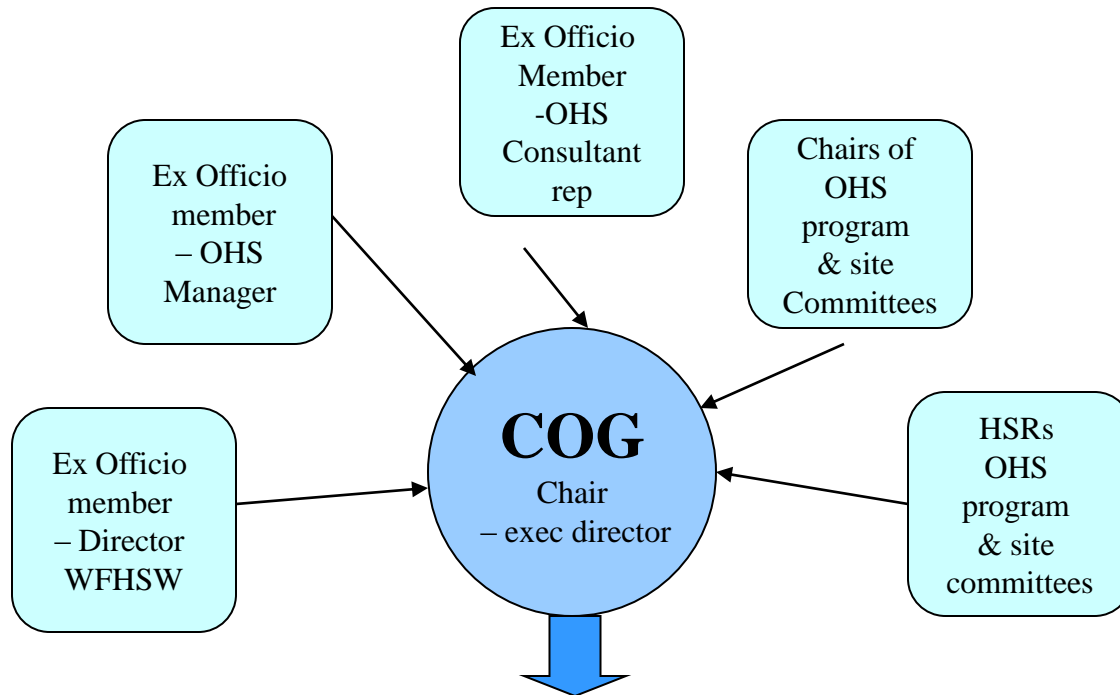 Ex Officio
Member
-OHS
Consultant
rep
Ex Officio
member
– OHS
Manager
Chairs of
OHS
program
& site
Committees
Ex Officio
member
– Director
WFHSW
COG
Chair
– exec director
HSRs
OHS
program
& site
committees